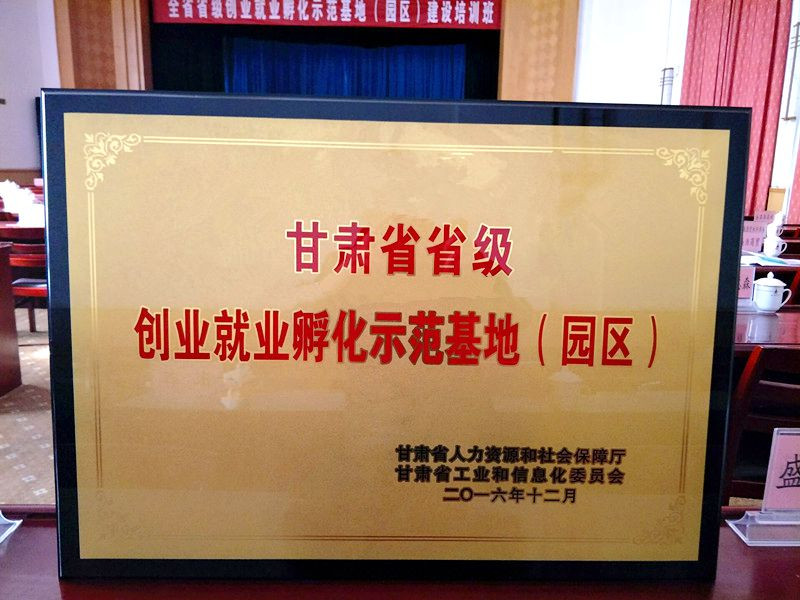 全省省级创业就业孵化示范基地（园区）建设培训班
甘肃省省级
创业就业孵化示范基地（园区）
甘肃省人力资源和社会保障厅
甘肃省工业和信息化委员会
二〇一六年十二月
盛
森